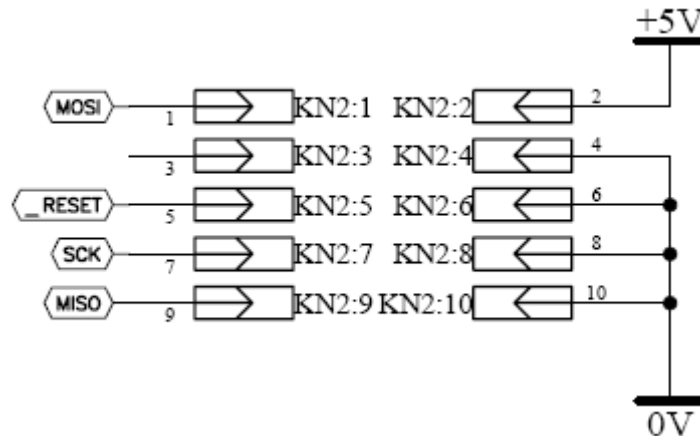 +5V
MOSI 1 KN2:1 KN2:2 2
3 KN2:3 KN2:4 4
_RESET 5 KN2:5 KN2:6 6
SCK 7 KN2:7 KN2:8 8
MISO 9 KN2:9 KN2:10 10
0V